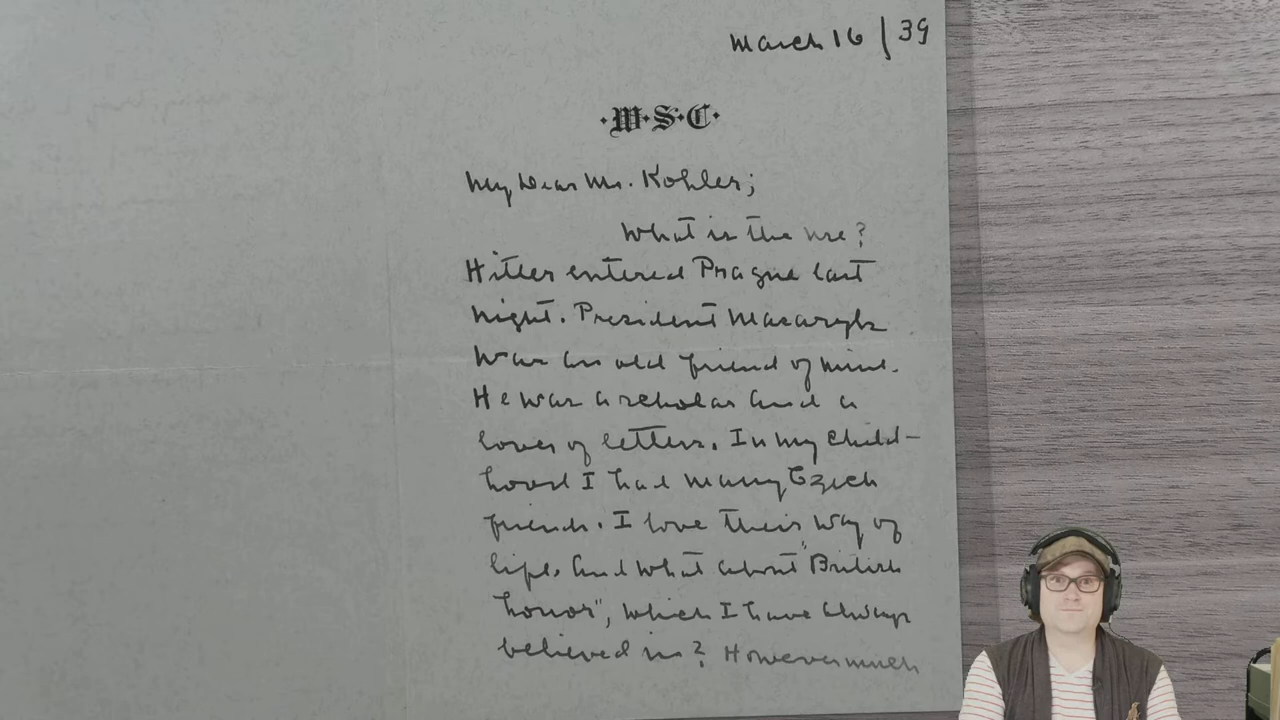 March 16 / 39
·W·S·C·
My Dear Mr. Kohler;
What is the use?
Hitler entered Prague last
night. President Masaryk
was an old friend of mine.
He was a scholar and a
lover of letters. In my child-
hood I had many Czech
friends. I love their way of
life. And what about "British
honor", which I have always
believed in? However much